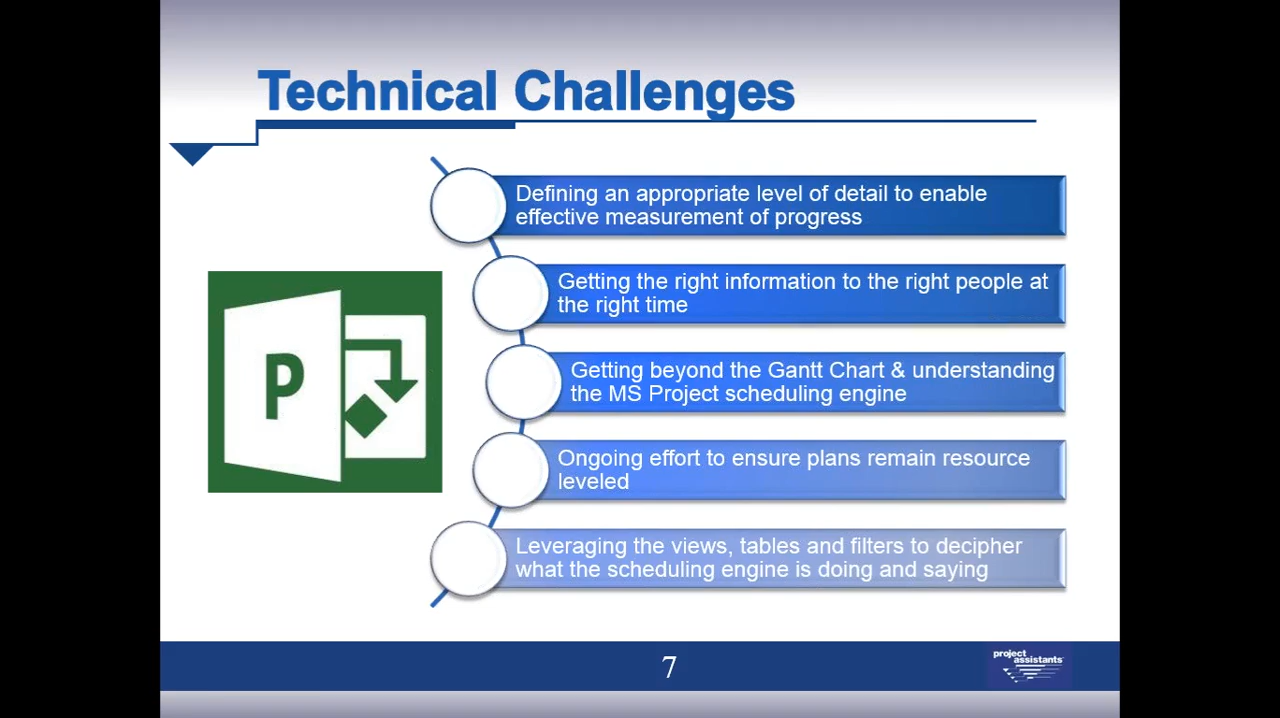 Technical Challenges
Defining an appropriate level of detail to enable
effective measurement of progress
Getting the right information to the right people at
the right time
P
Getting beyond the Gantt Chart & understanding
the MS Project scheduling engine
Ongoing effort to ensure plans remain resource
leveled
Leveraging the views, tables and filters to decipher
what the scheduling engine is doing and saying
7
project
assistants